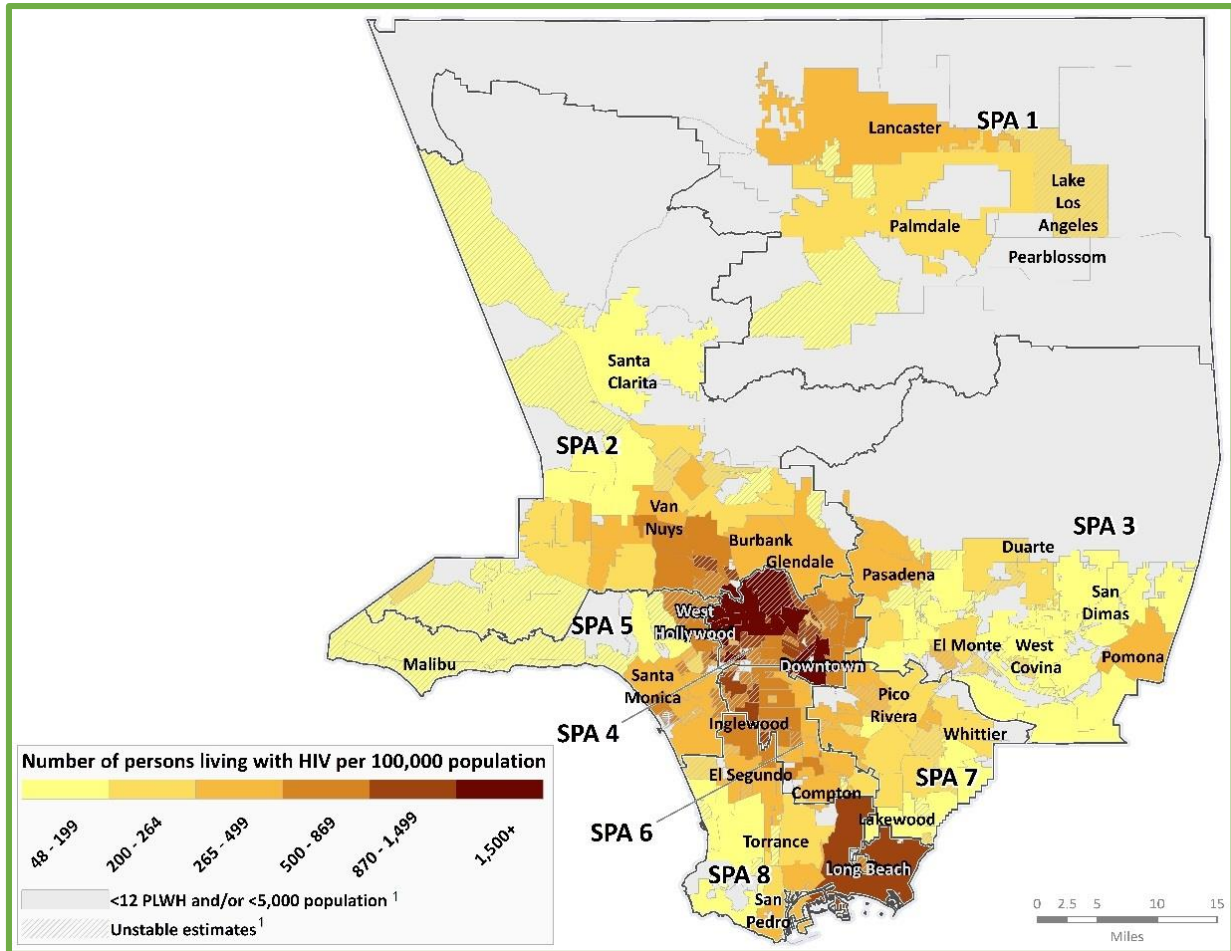 Lancaster
SPA 1
Lake
Los
Angeles
Palmdale
Pearblossom
Santa
Clarita
SPA 2
Van
Nuys
Burbank
Glendale
SPA 3
Duarte
Pasadena
San
Dimas
West
Hollywood
SPA 5
El Monte
West
Covina
Pomona
Malibu
Downtown
Santa
Monica
Pico
Rivera
SPA 4
Inglewood
Whittier
El Segundo
SPA 7
Compton
SPA 6
Lakewood
Torrance
Long Beach
SPA 8
San
Pedro
Number of persons living with HIV per 100,000 population
48 - 199
200 - 264
265 - 499
500 - 869
870 - 1,499
1,500+
<12 PLWH and/or <5,000 population 1
Unstable estimates 1
0 2.5 5 10 15
Miles